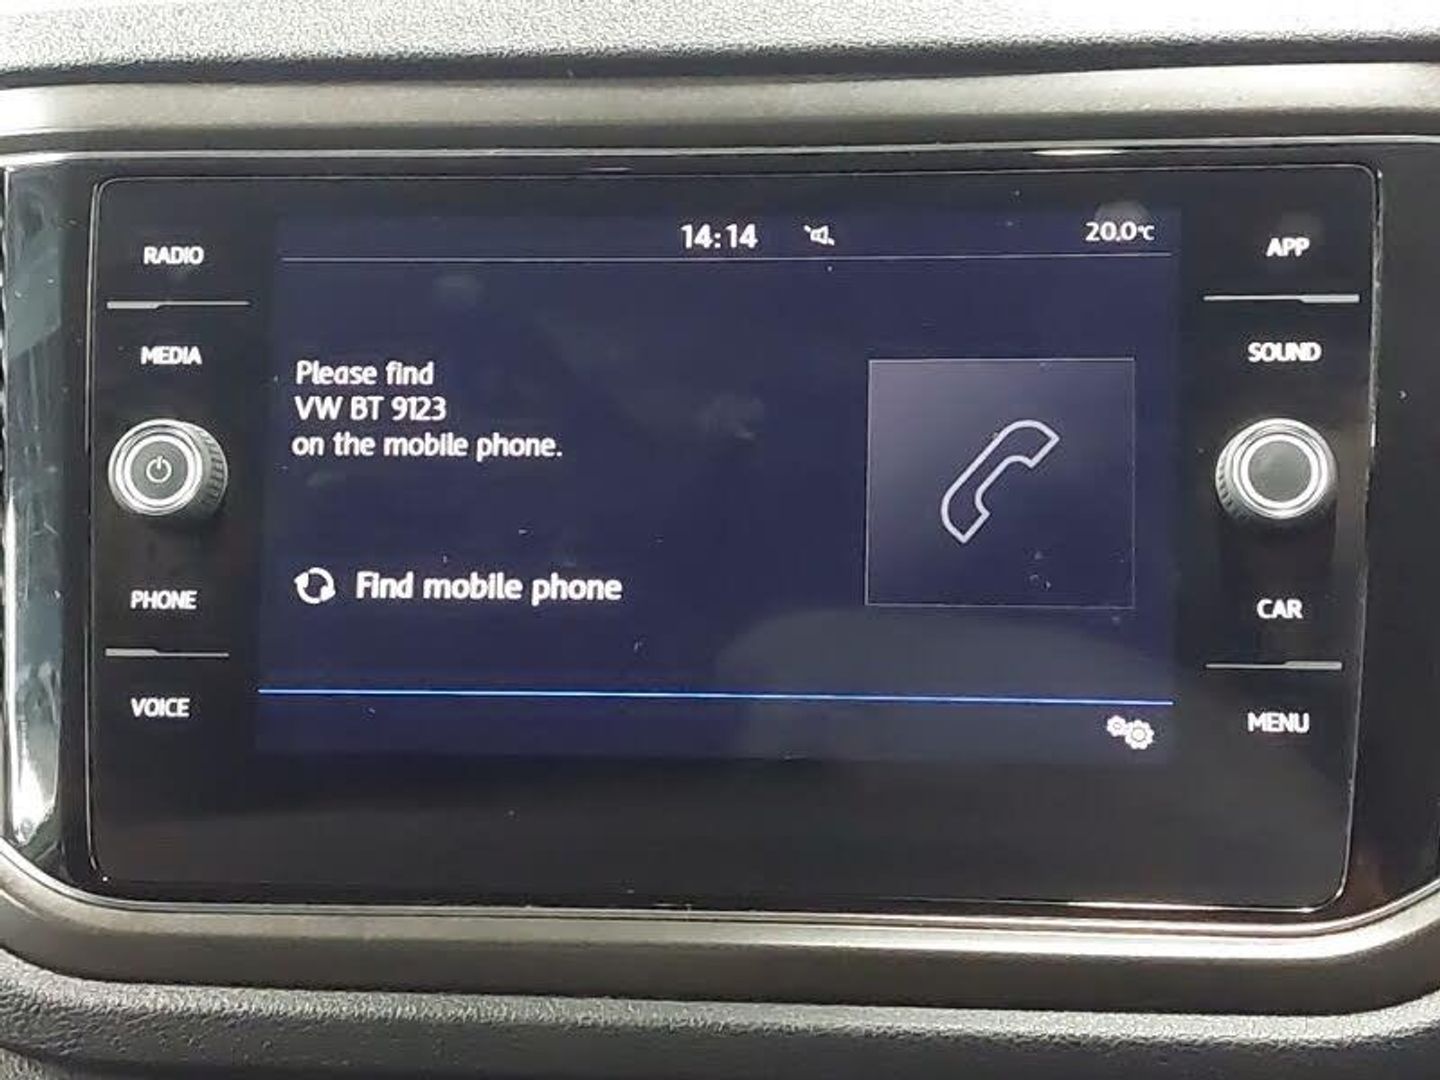 14:14
20.0°C
RADIO
MEDIA
PHONE
VOICE
Please find
VW BT 9123
on the mobile phone.
Find mobile phone
APP
SOUND
CAR
MENU